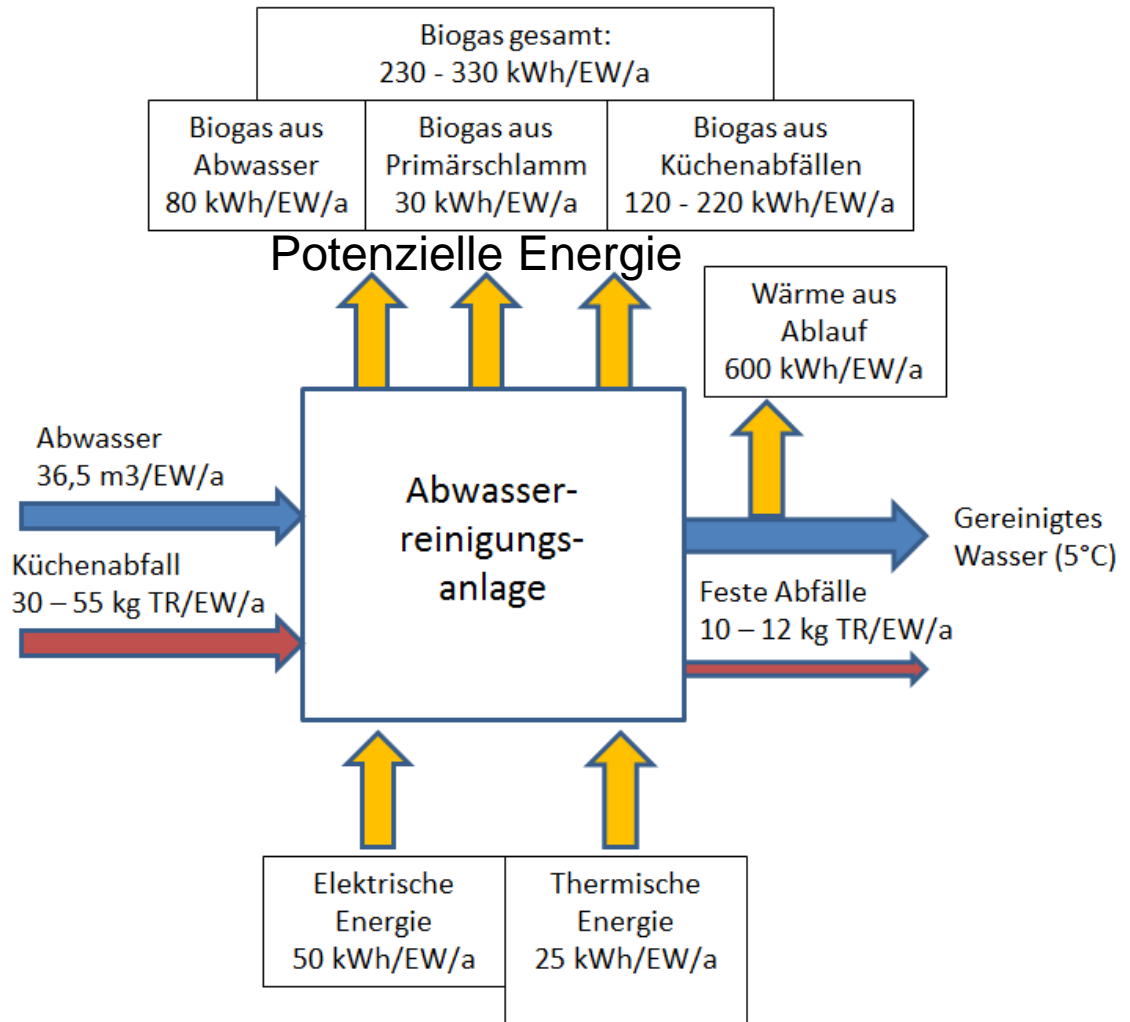 Biogas gesamt:
230 - 330 kWh/EW/a
Biogas aus
Abwasser
80 kWh/EW/a
Biogas aus
Primärschlamm
30 kWh/EW/a
Biogas aus
Küchenabfällen
120 - 220 kWh/EW/a
Potenzielle Energie
Wärme aus
Ablauf
600 kWh/EW/a
Abwasser
36,5 m3/EW/a
Küchenabfall
30 – 55 kg TR/EW/a
Abwasser-
reinigungs-
anlage
Gereinigtes
Wasser (5°C)
Feste Abfälle
10 – 12 kg TR/EW/a
Elektrische
Energie
50 kWh/EW/a
Thermische
Energie
25 kWh/EW/a